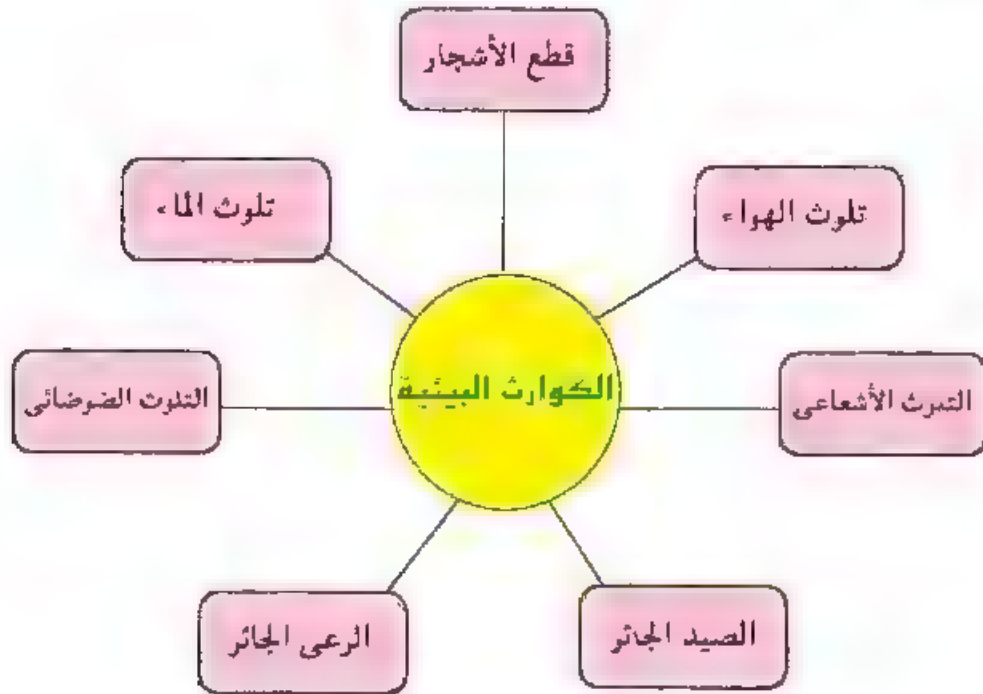 قطع الأشجار
تلوث الهواء
تلوث الماء
الكوارث البيئية
التلوث الأشعاعى
التلوث الضوضائى
الصيد الجائر
الرعى الجائر